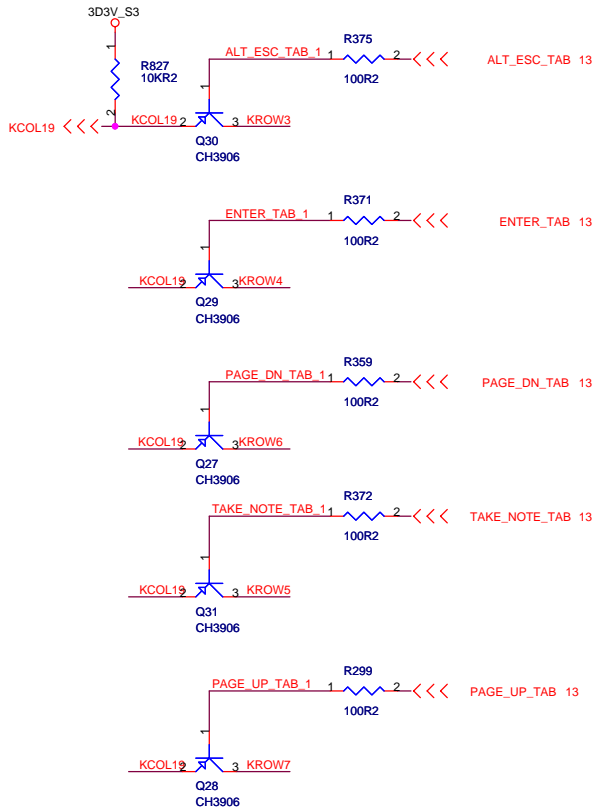 3D3V_S3
1
R827
10KR2
2
KCOL19
ALT_ESC_TAB_1
R375
1
2
100R2
ALT_ESC_TAB 13
1
KCOL19
2
3
KROW3
Q30
CH3906
ENTER_TAB_1
R371
1
2
100R2
ENTER_TAB 13
1
KCOL19
2
3
KROW4
Q29
CH3906
PAGE_DN_TAB_1
R359
1
2
100R2
PAGE_DN_TAB 13
1
KCOL19
2
3
KROW6
Q27
CH3906
TAKE_NOTE_TAB_1
R372
1
2
100R2
TAKE_NOTE_TAB 13
1
KCOL19
2
3
KROW5
Q31
CH3906
PAGE_UP_TAB_1
R299
1
2
100R2
PAGE_UP_TAB 13
1
KCOL19
2
3
KROW7
Q28
CH3906